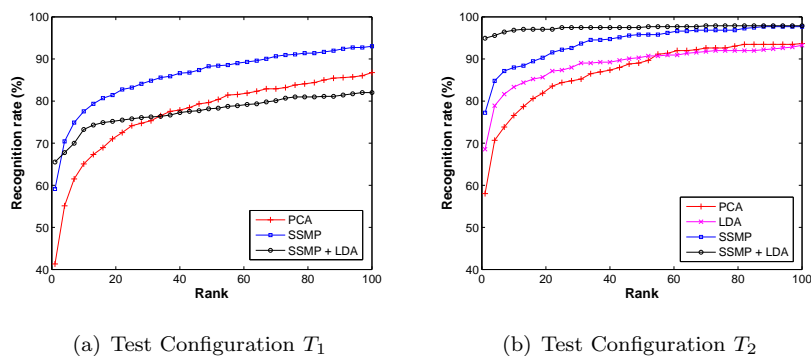 100
90
80
70
60
50
40
0 20 40 60 80 100
Recognition rate (%)
Rank
PCA
SSMP
SSMP + LDA
(a) Test Configuration T1
100
90
80
70
60
50
40
0 20 40 60 80 100
Recognition rate (%)
Rank
PCA
LDA
SSMP
SSMP + LDA
(b) Test Configuration T2